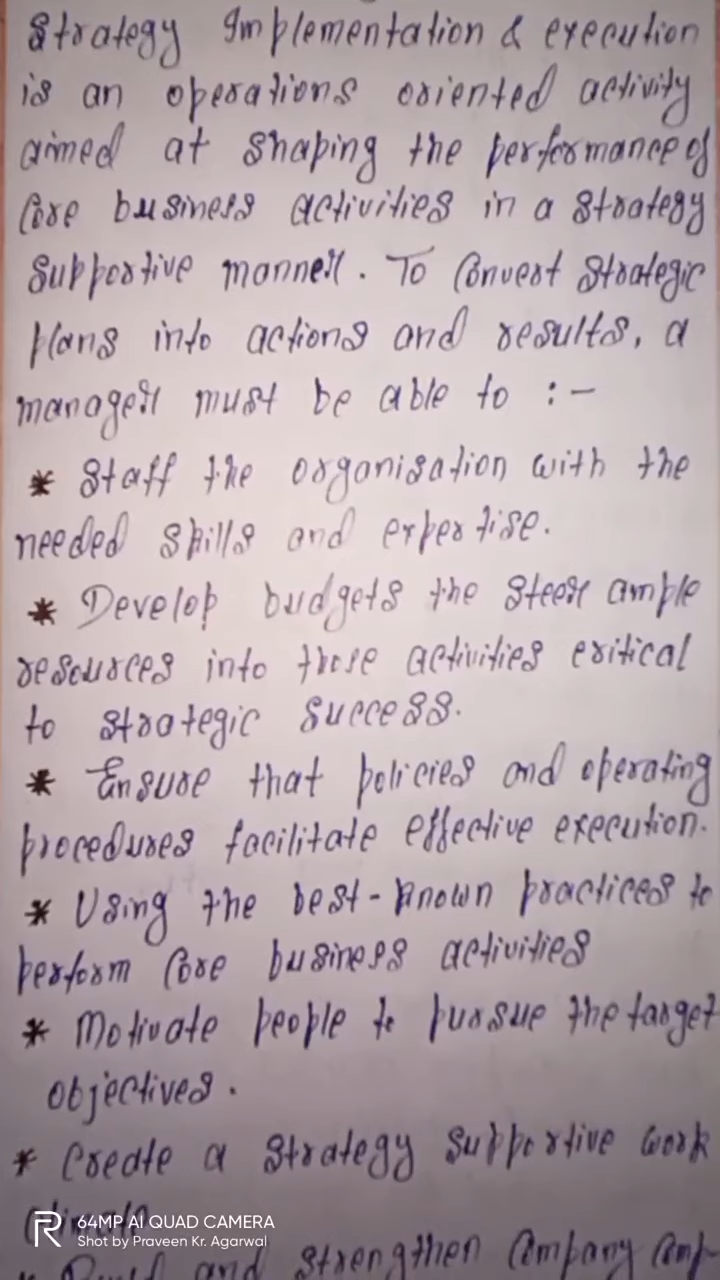 Strategy Implementation & execution
is an operations oriented activity
aimed at shaping the performance of
Core business activities in a strategy
supportive manner. To Convert strategic
plans into actions and results, a
manager must be able to :-
* Staff the organisation with the
needed skills and expertise.
* Develop budgets the steer ample
resources into those activities critical
to strategic success.
* Ensure that policies and operating
procedures facilitate effective execution.
* Using the best-known practices to
perform Core business activities
* Motivate people to pursue the target
objectives.
* Create a strategy supportive work
64MP AI QUAD CAMERA
Shot by Praveen Kr. Agarwal
and strengthen Company